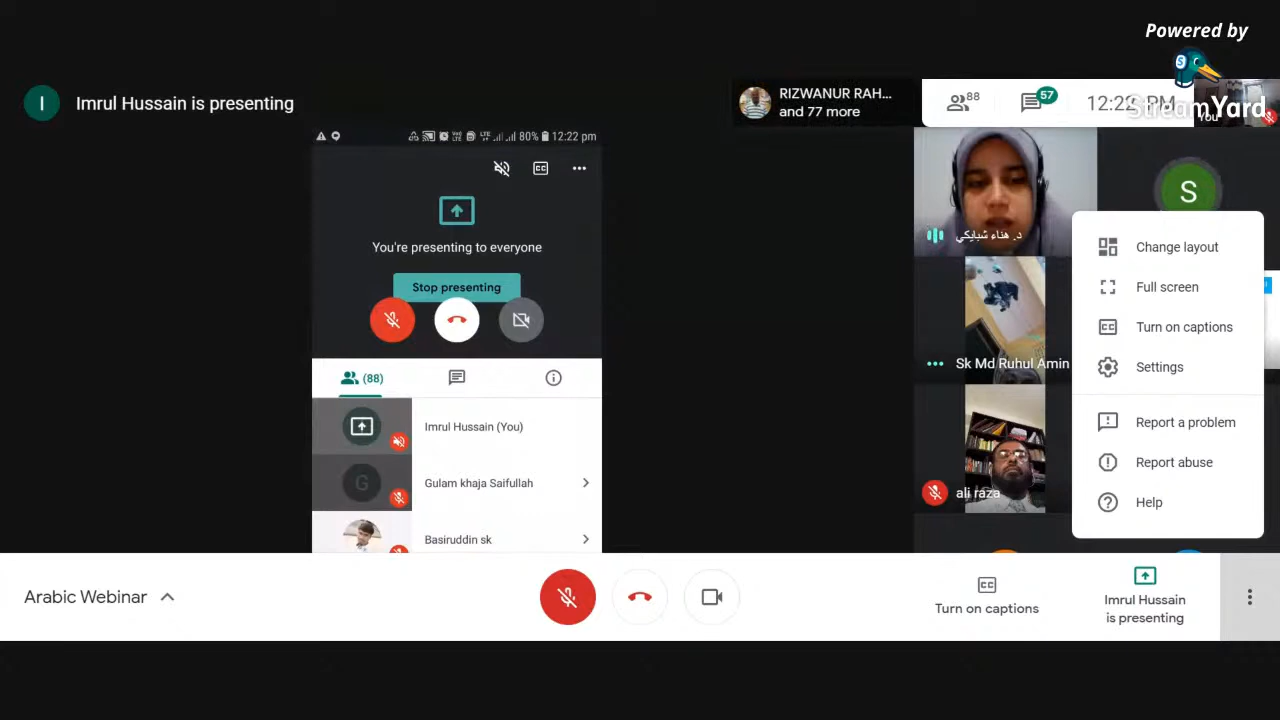 Powered by
StreamYard
I
Imrul Hussain is presenting
RIZWANUR RAH...
and 77 more
88
57
12:22 PM
You
80% 12:22 pm
You're presenting to everyone
Stop presenting
(88)
Imrul Hussain (You)
G
Gulam khaja Saifullah
Basiruddin sk
د. هناء شبايكي
S
Sk Md Ruhul Amin
ali raza
Change layout
Full screen
Turn on captions
Settings
Report a problem
Report abuse
Help
Arabic Webinar
Turn on captions
Imrul Hussain
is presenting